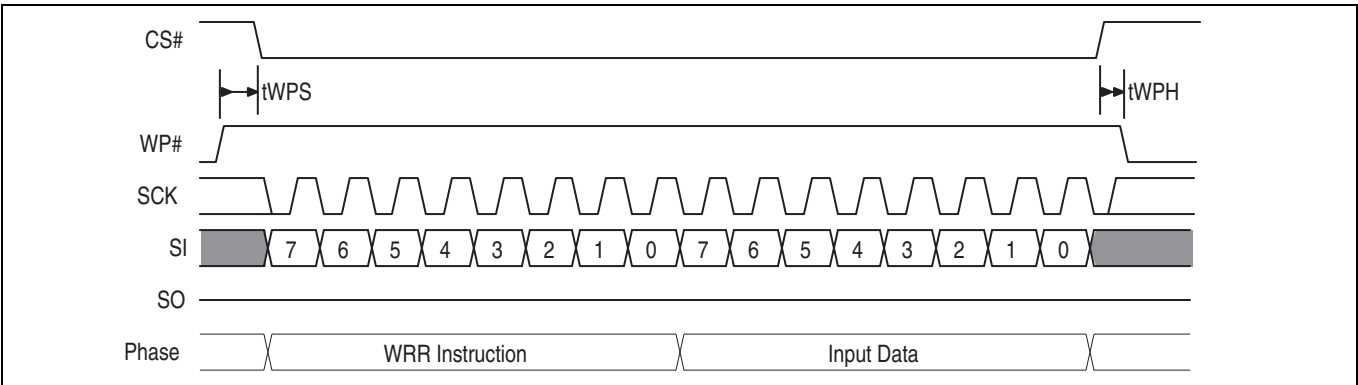 CS#
tWPS
tWPH
WP#
SCK
SI 7 6 5 4 3 2 1 0 7 6 5 4 3 2 1 0
SO
Phase WRR Instruction Input Data